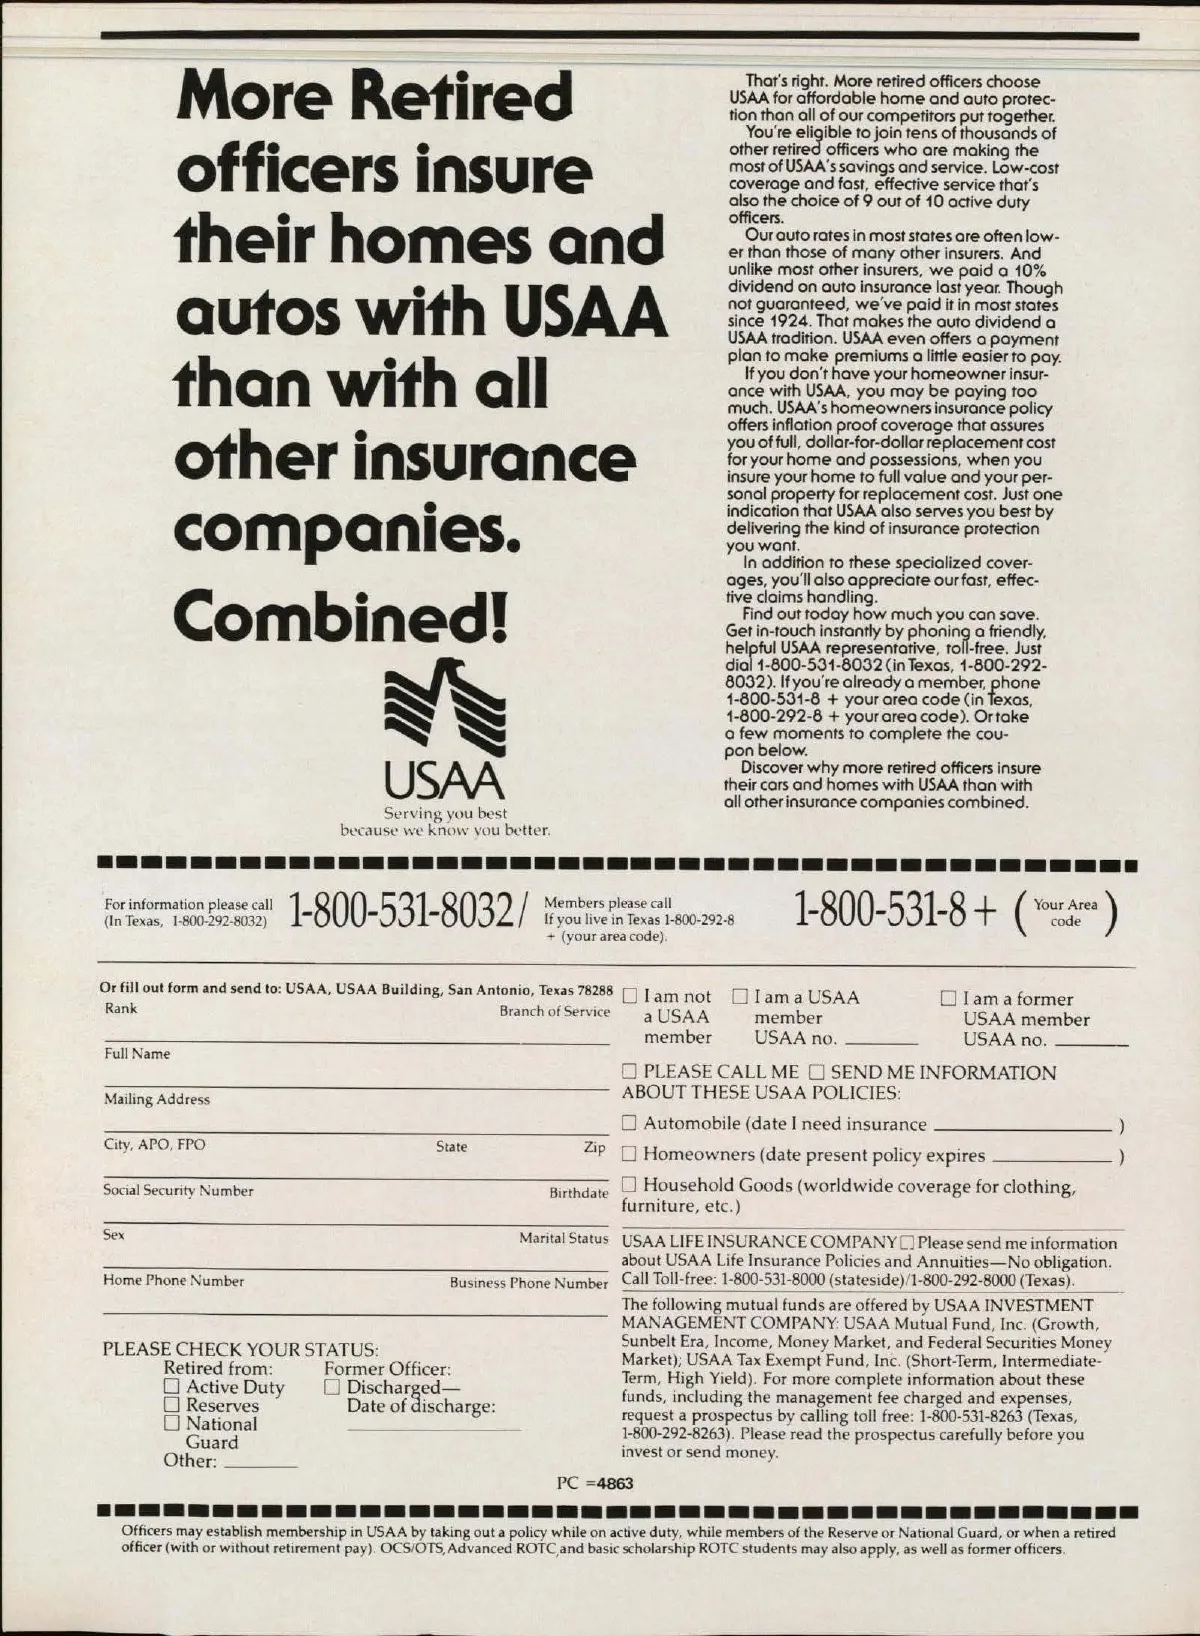 More Retired
officers insure
their homes and
autos with USAA
than with all
other insurance
companies.
Combined!
USAA
Serving you best
because we know you better.
That's right. More retired officers choose
USAA for affordable home and auto protec-
tion than all of our competitors put together.
You're eligible to join tens of thousands of
other retired officers who are making the
most of USAA's savings and service. Low-cost
coverage and fast, effective service that's
also the choice of 9 out of 10 active duty
officers.
Our auto rates in most states are often low-
er than those of many other insurers. And
unlike most other insurers, we paid a 10%
dividend on auto insurance last year. Though
not guaranteed, we've paid it in most states
since 1924. That makes the auto dividend a
USAA tradition. USAA even offers a payment
plan to make premiums a little easier to pay.
If you don't have your homeowner insur-
ance with USAA, you may be paying too
much. USAA's homeowners insurance policy
offers inflation proof coverage that assures
you of full, dollar-for-dollar replacement cost
for your home and possessions, when you
insure your home to full value and your per-
sonal property for replacement cost. Just one
indication that USAA also serves you best by
delivering the kind of insurance protection
you want.
In addition to these specialized cover-
ages, you'll also appreciate our fast, effec-
tive claims handling.
Find out today how much you can save.
Get in-touch instantly by phoning a friendly,
helpful USAA representative, toll-free. Just
dial 1-800-531-8032 (in Texas, 1-800-292-
8032). If you're already a member, phone
1-800-531-8 + your area code (in Texas,
1-800-292-8 + your area code). Or take
a few moments to complete the cou-
pon below.
Discover why more retired officers insure
their cars and homes with USAA than with
all other insurance companies combined.
For information please call
(In Texas, 1-800-292-8032)
1-800-531-8032 /
Members please call
If you live in Texas 1-800-292-8
+ (your area code).
1-800-531-8 + ( Your Area
code )
Or fill out form and send to: USAA, USAA Building, San Antonio, Texas 78288
Rank Branch of Service
Full Name
Mailing Address
City, APO, FPO State Zip
Social Security Number Birthdate
Sex Marital Status
Home Phone Number Business Phone Number
PLEASE CHECK YOUR STATUS:
Retired from: Former Officer:
☐ Active Duty ☐ Discharged—
☐ Reserves Date of discharge:
☐ National
Guard
Other:
☐ I am not
a USAA
member
☐ I am a USAA
member
USAA no.
☐ I am a former
USAA member
USAA no.
☐ PLEASE CALL ME ☐ SEND ME INFORMATION
ABOUT THESE USAA POLICIES:
☐ Automobile (date I need insurance )
☐ Homeowners (date present policy expires )
☐ Household Goods (worldwide coverage for clothing,
furniture, etc.)
USAA LIFE INSURANCE COMPANY ☐ Please send me information
about USAA Life Insurance Policies and Annuities—No obligation.
Call Toll-free: 1-800-531-8000 (stateside)/1-800-292-8000 (Texas).
The following mutual funds are offered by USAA INVESTMENT
MANAGEMENT COMPANY: USAA Mutual Fund, Inc. (Growth,
Sunbelt Era, Income, Money Market, and Federal Securities Money
Market); USAA Tax Exempt Fund, Inc. (Short-Term, Intermediate-
Term, High Yield). For more complete information about these
funds, including the management fee charged and expenses,
request a prospectus by calling toll free: 1-800-531-8263 (Texas,
1-800-292-8263). Please read the prospectus carefully before you
invest or send money.
PC =4863
Officers may establish membership in USAA by taking out a policy while on active duty, while members of the Reserve or National Guard, or when a retired
officer (with or without retirement pay). OCS/OTS, Advanced ROTC, and basic scholarship ROTC students may also apply, as well as former officers.